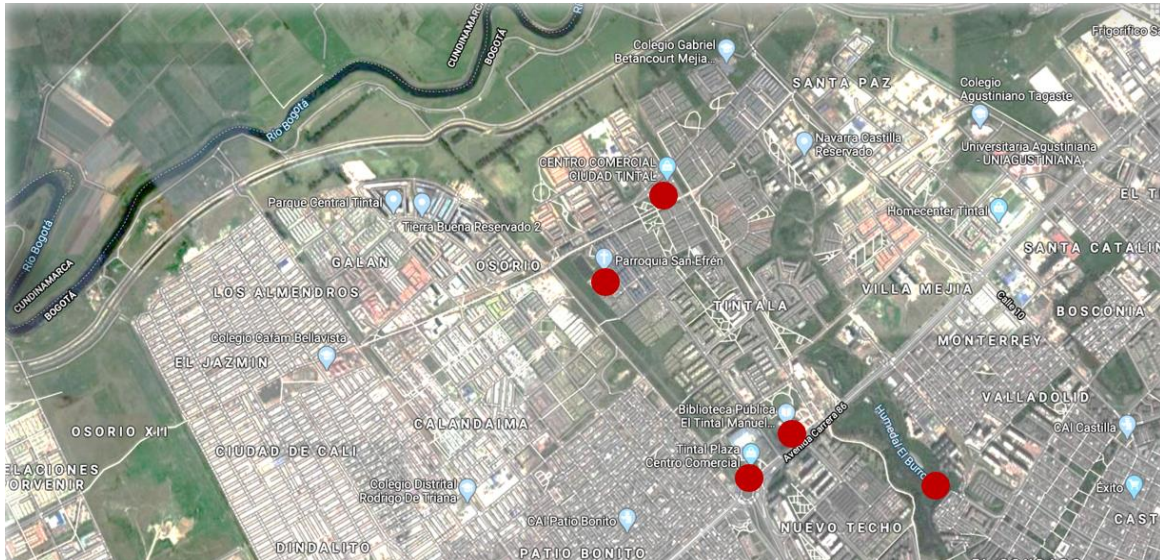 CUNDINAMARCA
BOGOTÁ
Río Bogotá
Colegio Gabriel
Betancourt Mejia..
Frigorífico
SANTA PAZ
Colegio
Agustiniano Tagaste
Navarra Castilla
Reservado
Universitaria Agustiniana
- UNIAGUSTINIANA
CENTRO COMERCIAL
CIUDAD TINTAL
Parque Central Tintal
Tierra Buena Reservado 2
Homecenter Tintal
Río Bogotá
CUNDINAMARCA
BOGOTÁ
GALAN
OSORIO
Parroquia San Efrén
SANTA CATALIN
LOS ALMENDROS
TINTALA
VILLA MEJIA
Calle 10
BOSCONIA
Colegio Cafam Bellavista
EL JAZMIN
MONTERREY
VALLADOLID
Biblioteca Pública
El Tintal Manuel..
Avenida Carrera 86
Humedal El Burro
CALANDAIMA
OSORIO XII
CIUDAD DE CALI
CAI Castilla
Tintal Plaza
Centro Comercial
ELACIONES
ORVENIR
Colegio Distrital
Rodrigo De Triana
Éxito
CAI Patio Bonito
NUEVO TECHO
CAST
DINDALITO
PATIO BONITO